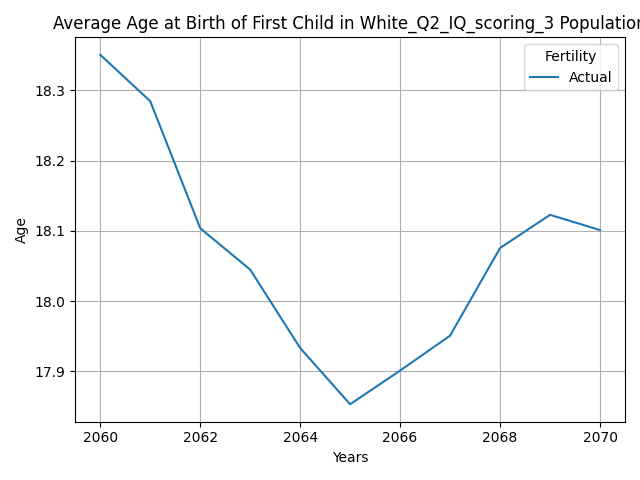 Average Age at Birth of First Child in White_Q2_IQ_scoring_3 Population
Fertility
Actual
18.3
18.2
18.1
18.0
17.9
Age
2060 2062 2064 2066 2068 2070
Years